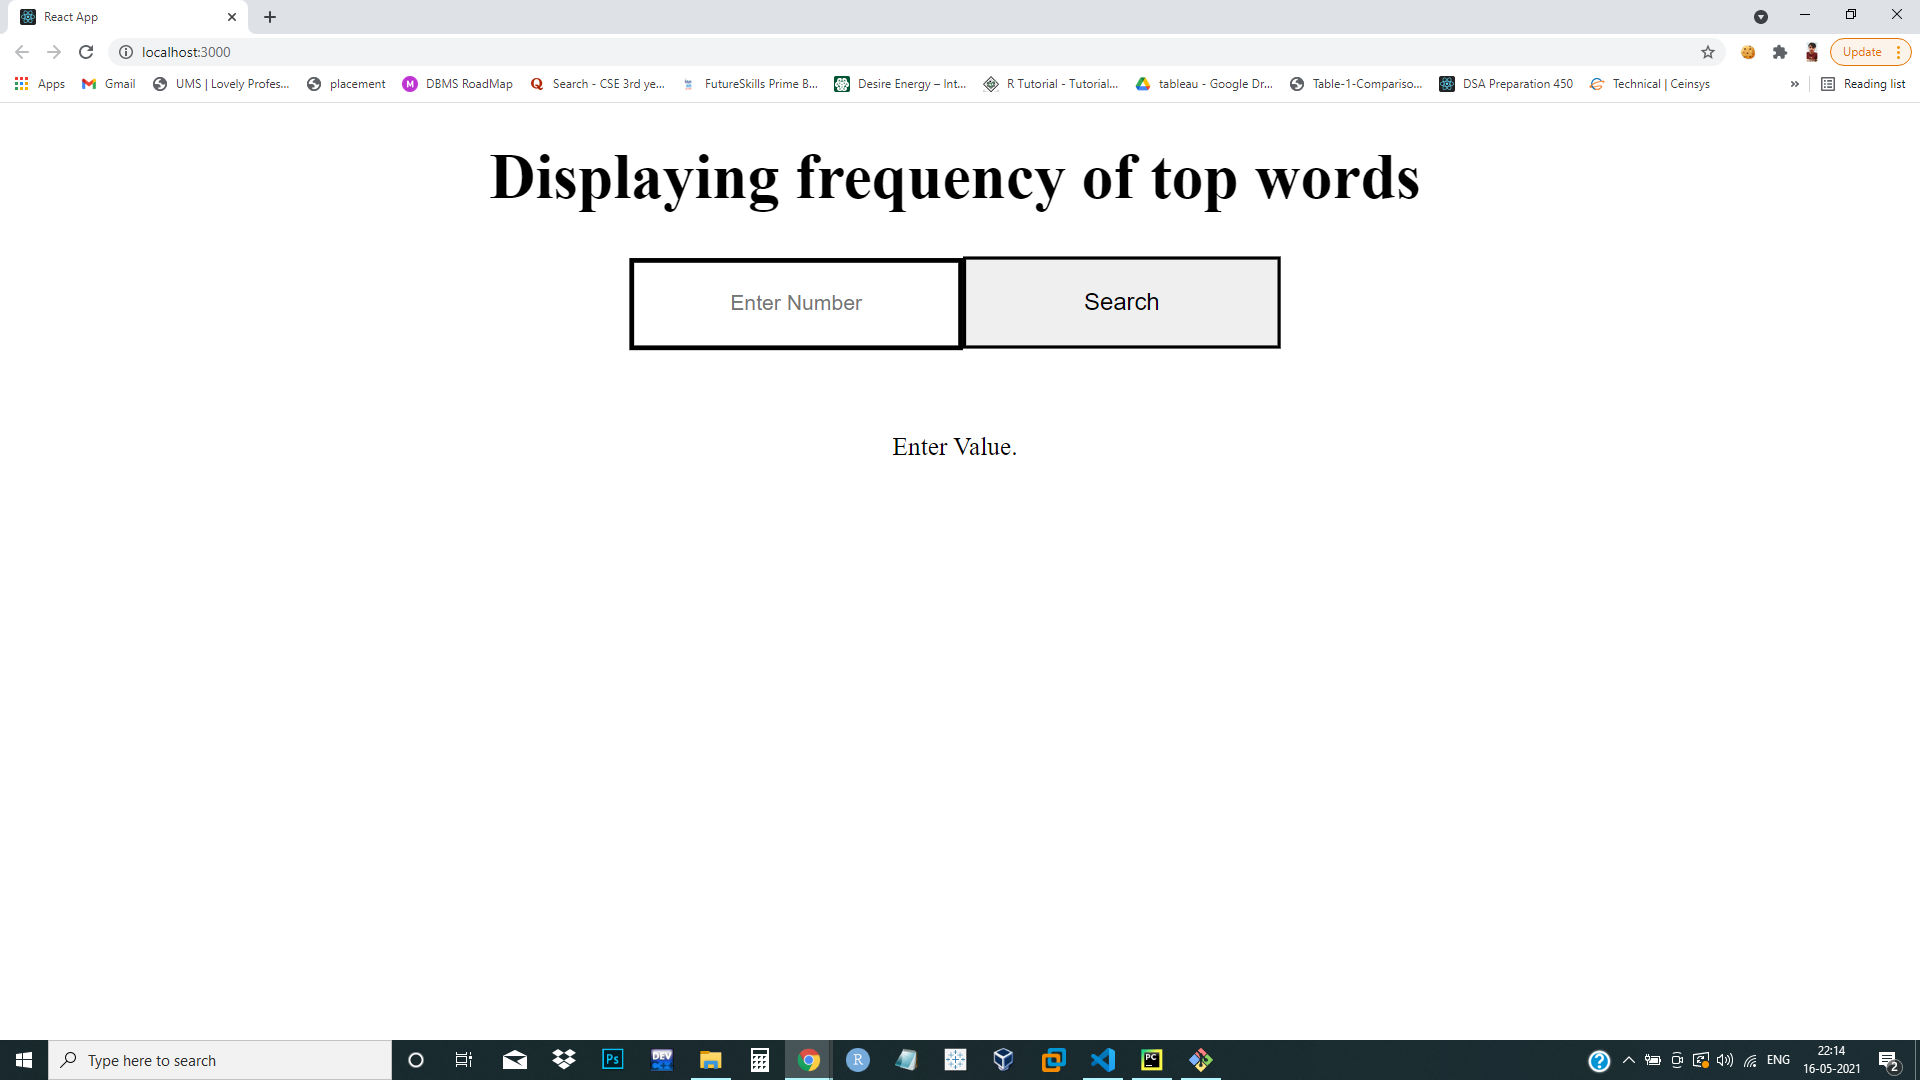 React App
localhost:3000
Update
Apps
Gmail
UMS | Lovely Profes...
placement
M
DBMS RoadMap
Q
Search - CSE 3rd ye...
FutureSkills Prime B...
Desire Energy – Int...
R Tutorial - Tutorial...
tableau - Google Dr...
Table-1-Compariso...
DSA Preparation 450
Technical | Ceinsys
»
Reading list
Displaying frequency of top words
Enter Number
Search
Enter Value.
Type here to search
Ps
DEV
R
PC
?
ENG
22:14
16-05-2021
2